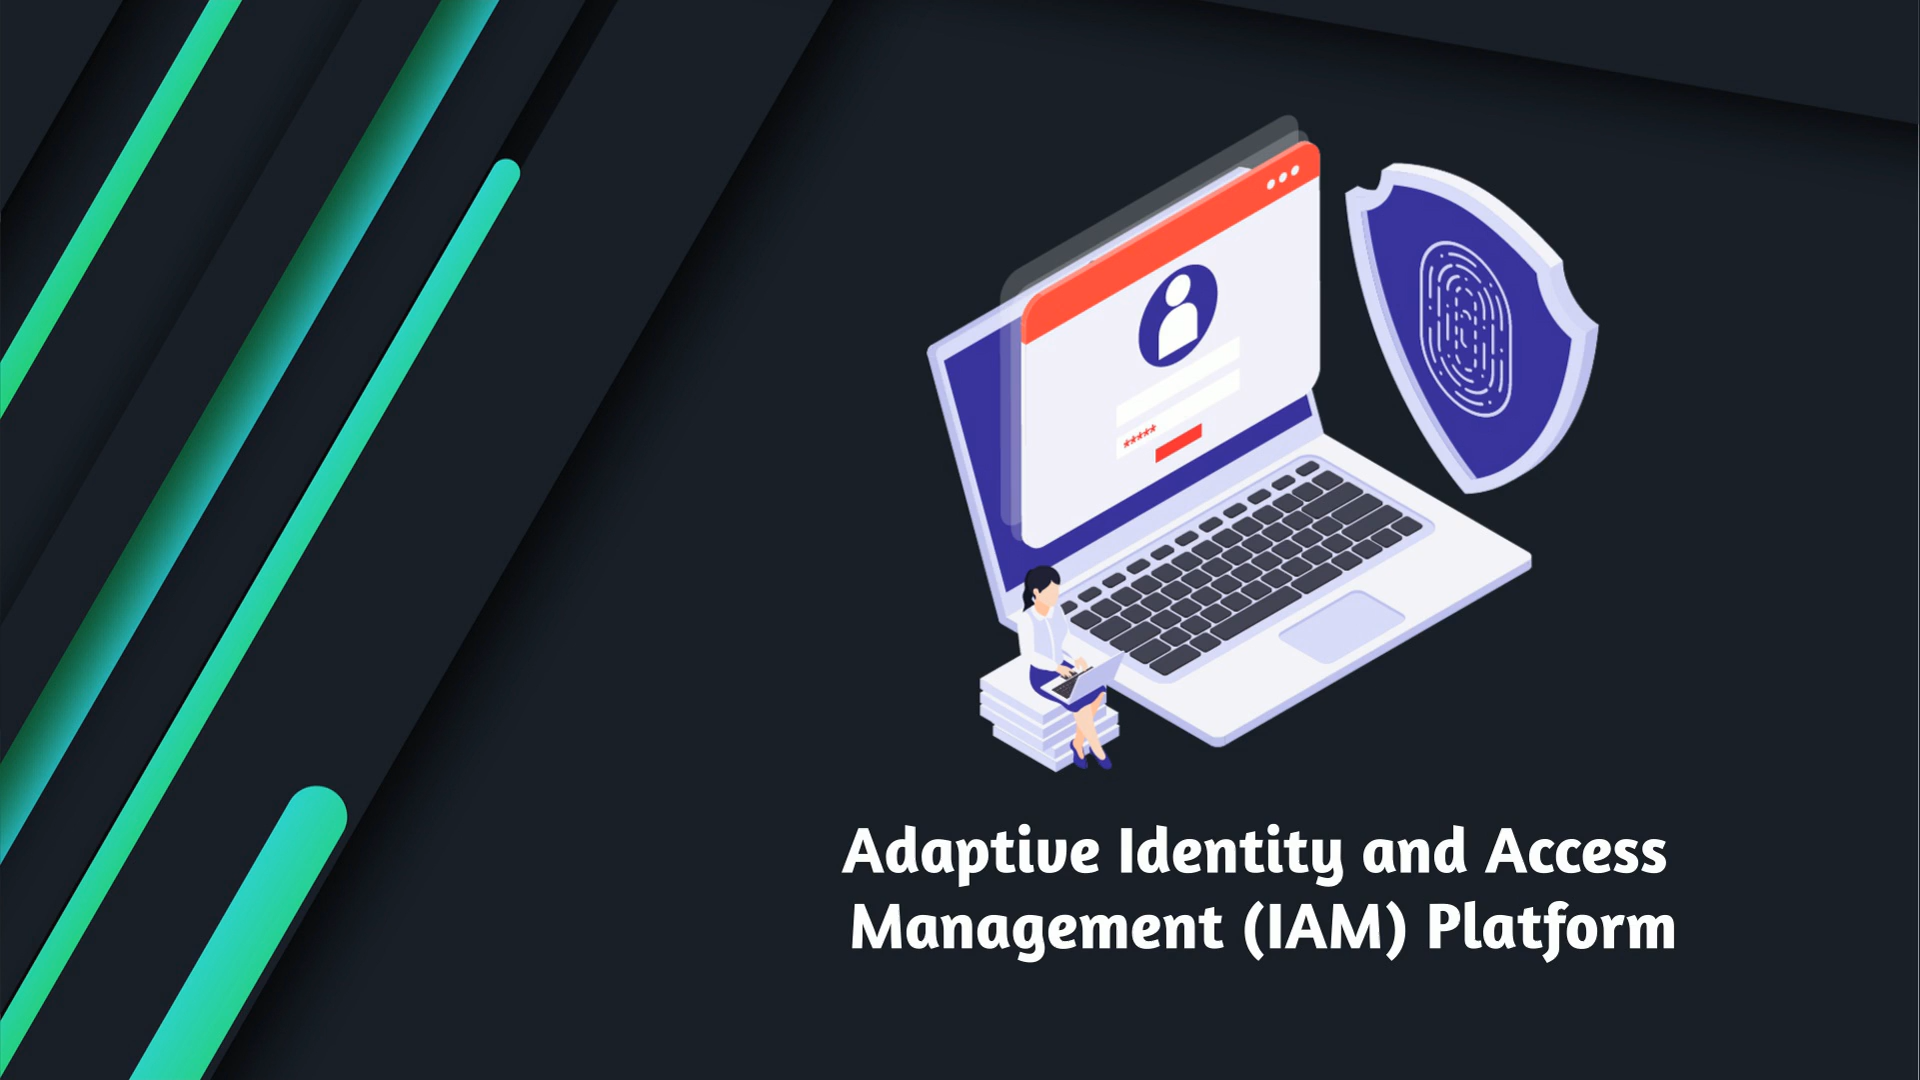 *****
Adaptive Identity and Access
Management (IAM) Platform